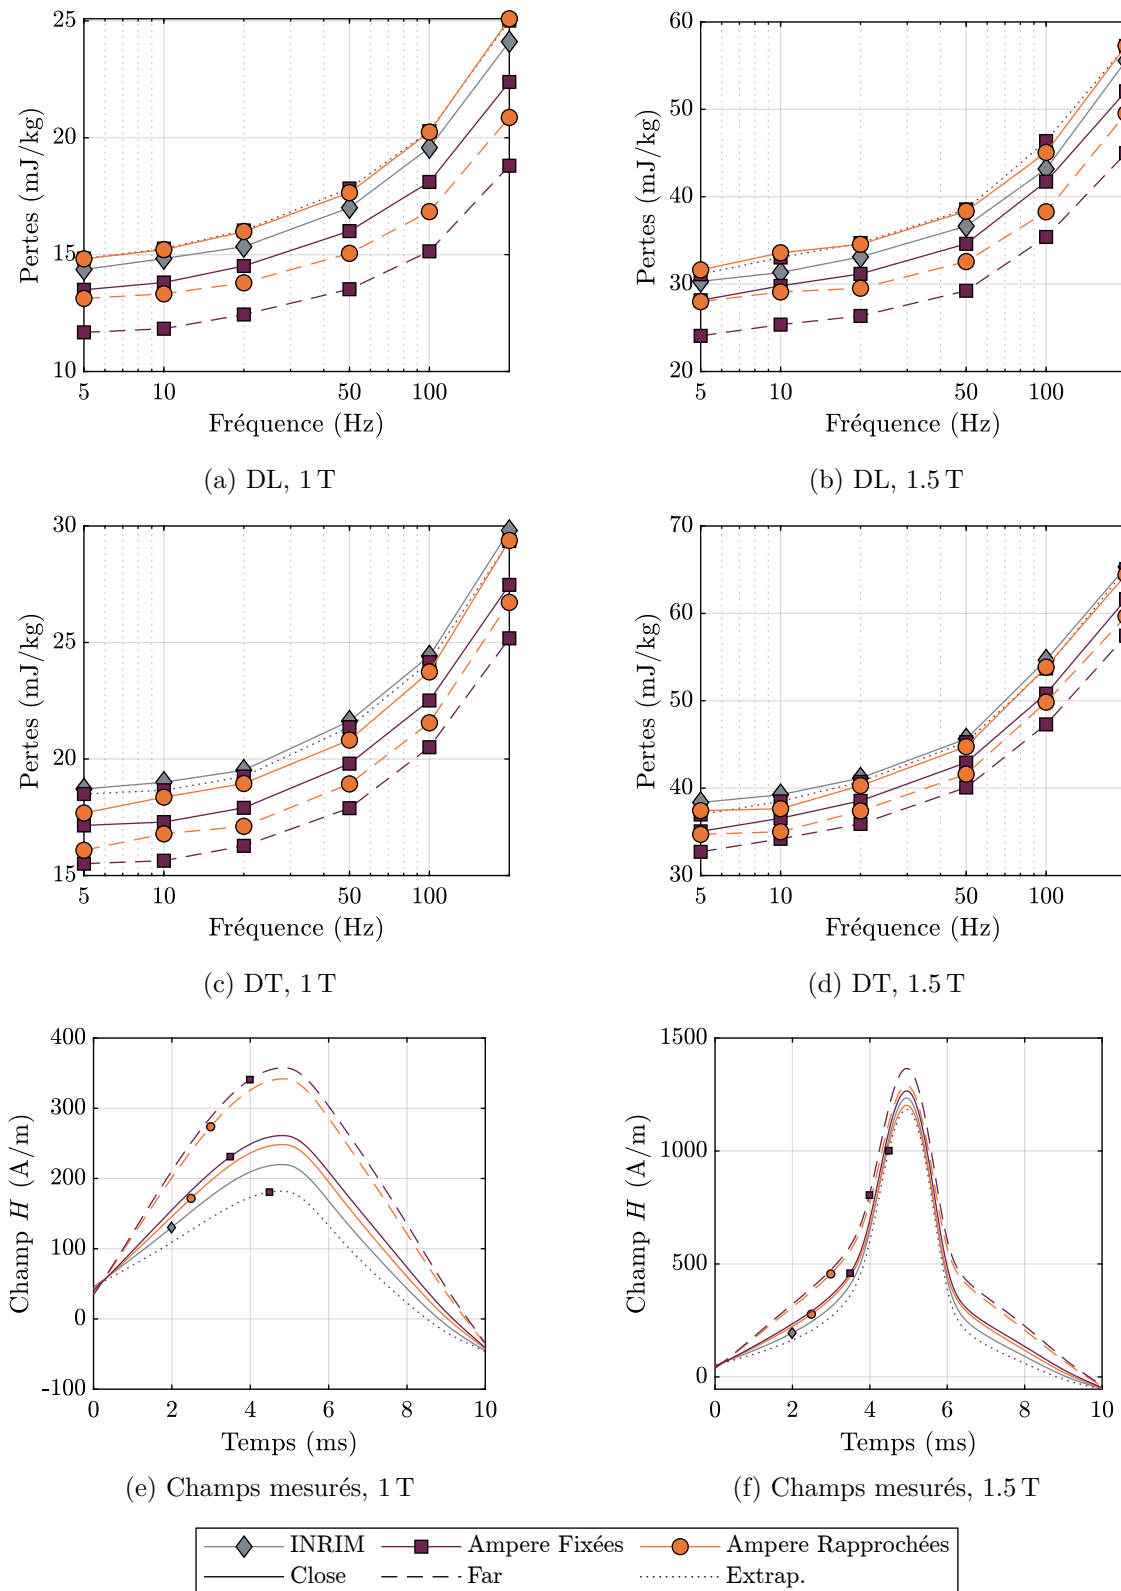 25
20
15
10
Pertes (mJ/kg)
5 10 20 50 100
Fréquence (Hz)
(a) DL, 1 T
60
50
40
30
20
Pertes (mJ/kg)
5 10 20 50 100
Fréquence (Hz)
(b) DL, 1.5 T
30
25
20
15
Pertes (mJ/kg)
5 10 20 50 100
Fréquence (Hz)
(c) DT, 1 T
70
60
50
40
30
Pertes (mJ/kg)
5 10 20 50 100
Fréquence (Hz)
(d) DT, 1.5 T
400
300
200
100
0
-100
Champ H (A/m)
0 2 4 6 8 10
Temps (ms)
(e) Champs mesurés, 1 T
1500
1000
500
0
Champ H (A/m)
0 2 4 6 8 10
Temps (ms)
(f) Champs mesurés, 1.5 T
INRIM Ampere Fixées Ampere Rapprochées
Close Far Extrap.